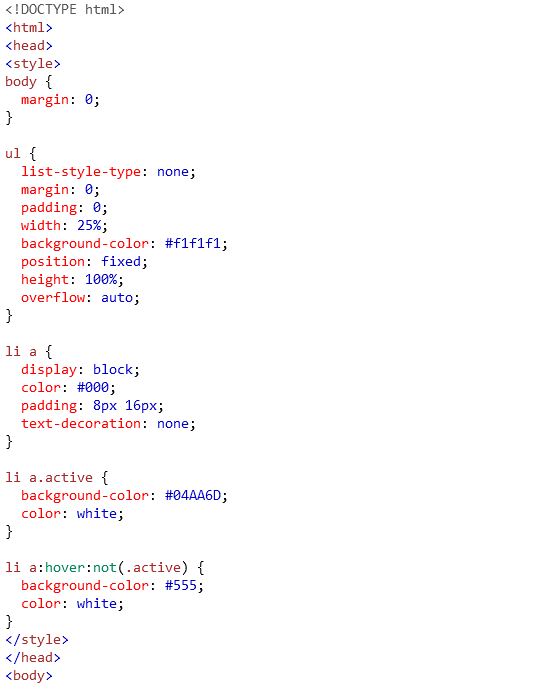 <!DOCTYPE html>
<html>
<head>
<style>
body {
  margin: 0;
}

ul {
  list-style-type: none;
  margin: 0;
  padding: 0;
  width: 25%;
  background-color: #f1f1f1;
  position: fixed;
  height: 100%;
  overflow: auto;
}

li a {
  display: block;
  color: #000;
  padding: 8px 16px;
  text-decoration: none;
}

li a.active {
  background-color: #04AA6D;
  color: white;
}

li a:hover:not(.active) {
  background-color: #555;
  color: white;
}
</style>
</head>
<body>